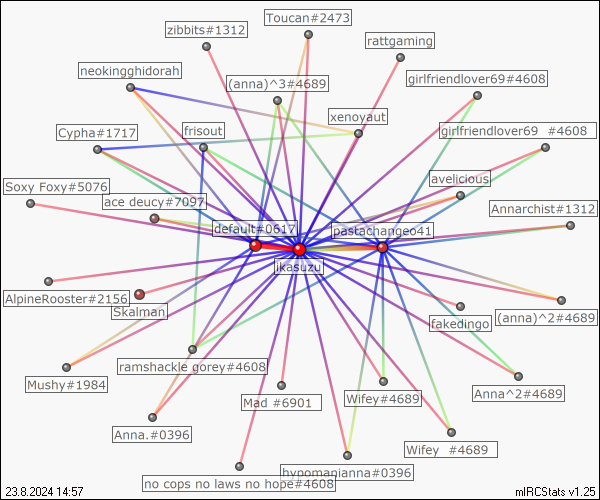 Toucan#2473
zibbits#1312
rattgaming
neokingghidorah
(anna)^3#4689
girlfriendlover69#4608
xenoyaut
Cypha#1717
frisout
girlfriendlover69 #4608
avelicious
Soxy Foxy#5076
ace deucy#7097
Annarchist#1312
default#0617
pastachangeo41
jikasuzu
AlpineRooster#2156
Skalman
fakedingo
(anna)^2#4689
ramshackle gorey#4608
Mushy#1984
Mad #6901
Wifey#4689
Anna^2#4689
Anna.#0396
Wifey #4689
hypomanianna#0396
no cops no laws no hope#4608
23.8.2024 14:57
mIRCStats v1.25